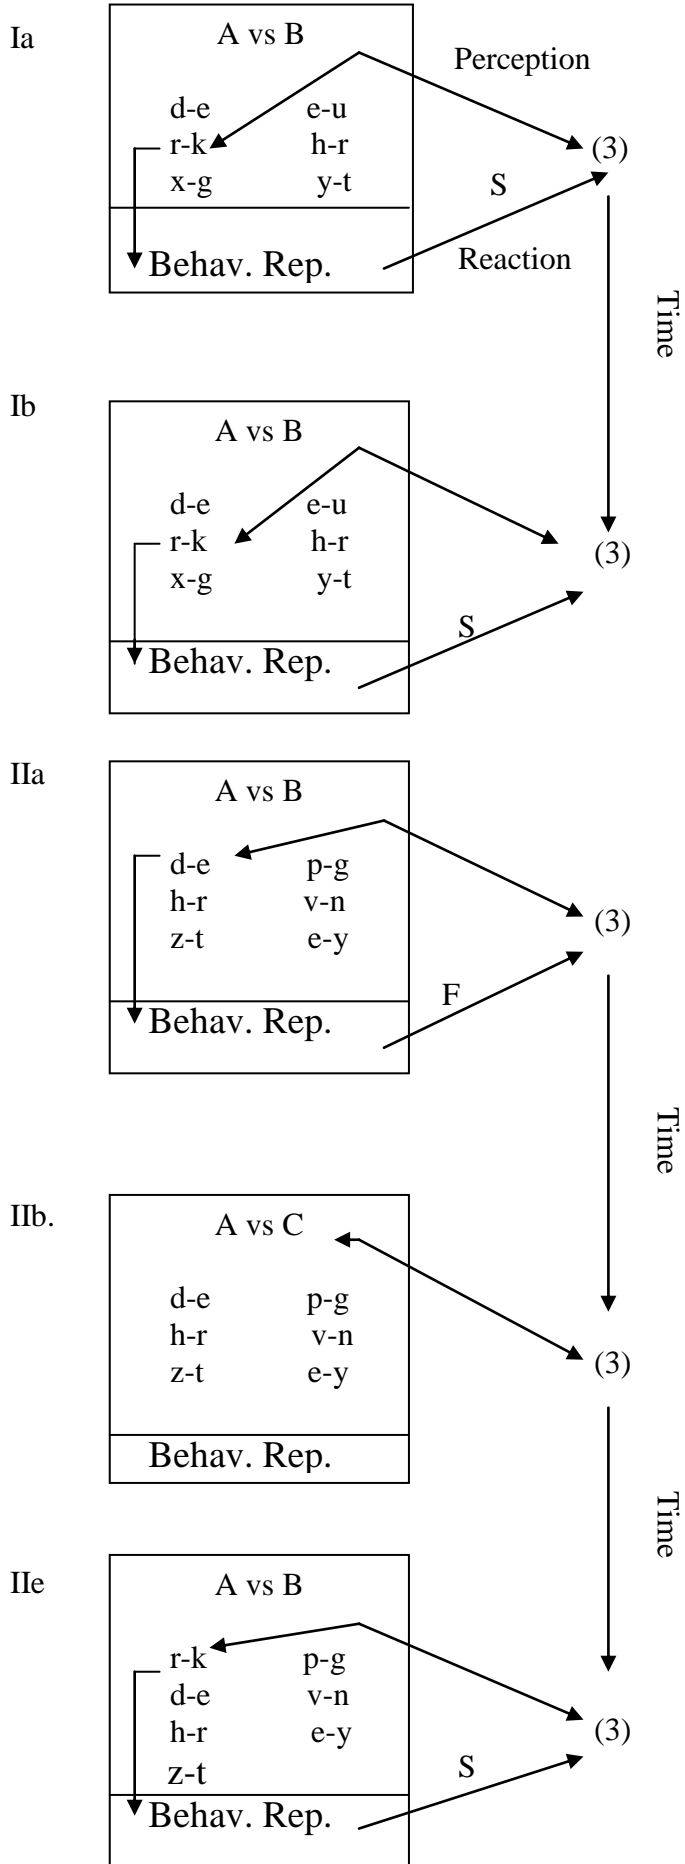 Ia
A vs B
Perception
d-e e-u
r-k h-r (3)
x-g y-t
S
Behav. Rep. Reaction
Time
Ib
A vs B
d-e e-u
r-k h-r (3)
x-g y-t
S
Behav. Rep.
IIa
A vs B
d-e p-g
h-r v-n (3)
z-t e-y
F
Behav. Rep.
Time
IIb.
A vs C
d-e p-g
h-r v-n
z-t e-y (3)
Behav. Rep.
Time
IIe
A vs B
r-k p-g
d-e v-n
h-r e-y (3)
z-t S
Behav. Rep.